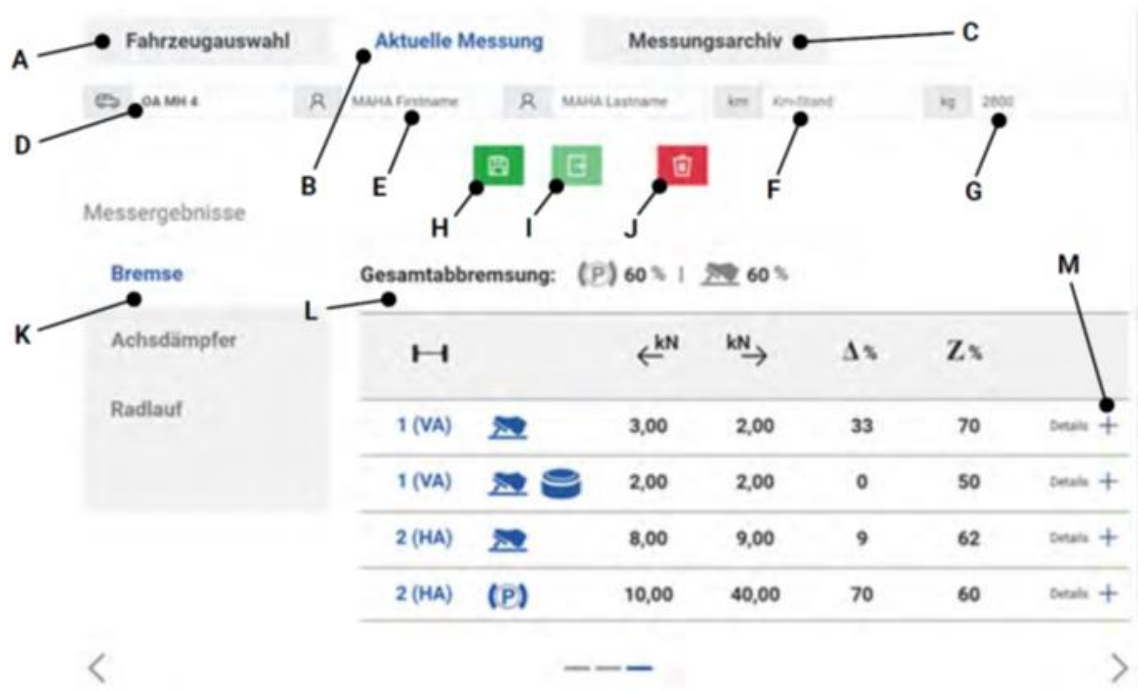 A Fahrzeugauswahl Aktuelle Messung Messungsarchiv C
D OA MH 4 MAHA Firstname MAHA Lastname km Km-Stand kg 2800
B E F G
H I J
Messergebnisse
Bremse Gesamtabbremsung: (P) 60 % | 60 % M
K L
Achsdämpfer kN kN Δ % Z %
Radlauf
1 (VA) 3,00 2,00 33 70 Details +
1 (VA) 2,00 2,00 0 50 Details +
2 (HA) 8,00 9,00 9 62 Details +
2 (HA) (P) 10,00 40,00 70 60 Details +